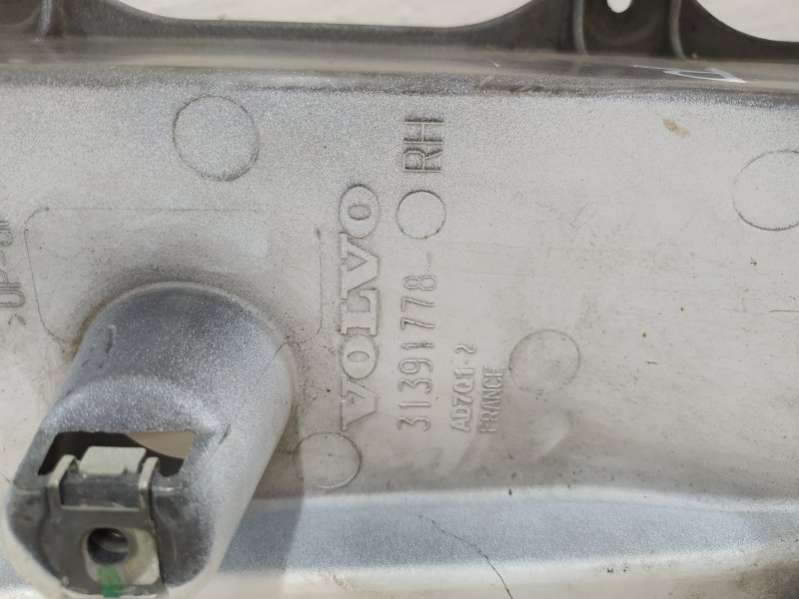 RH
VOLVO
31391778
AD7Q1-2
FRANCE